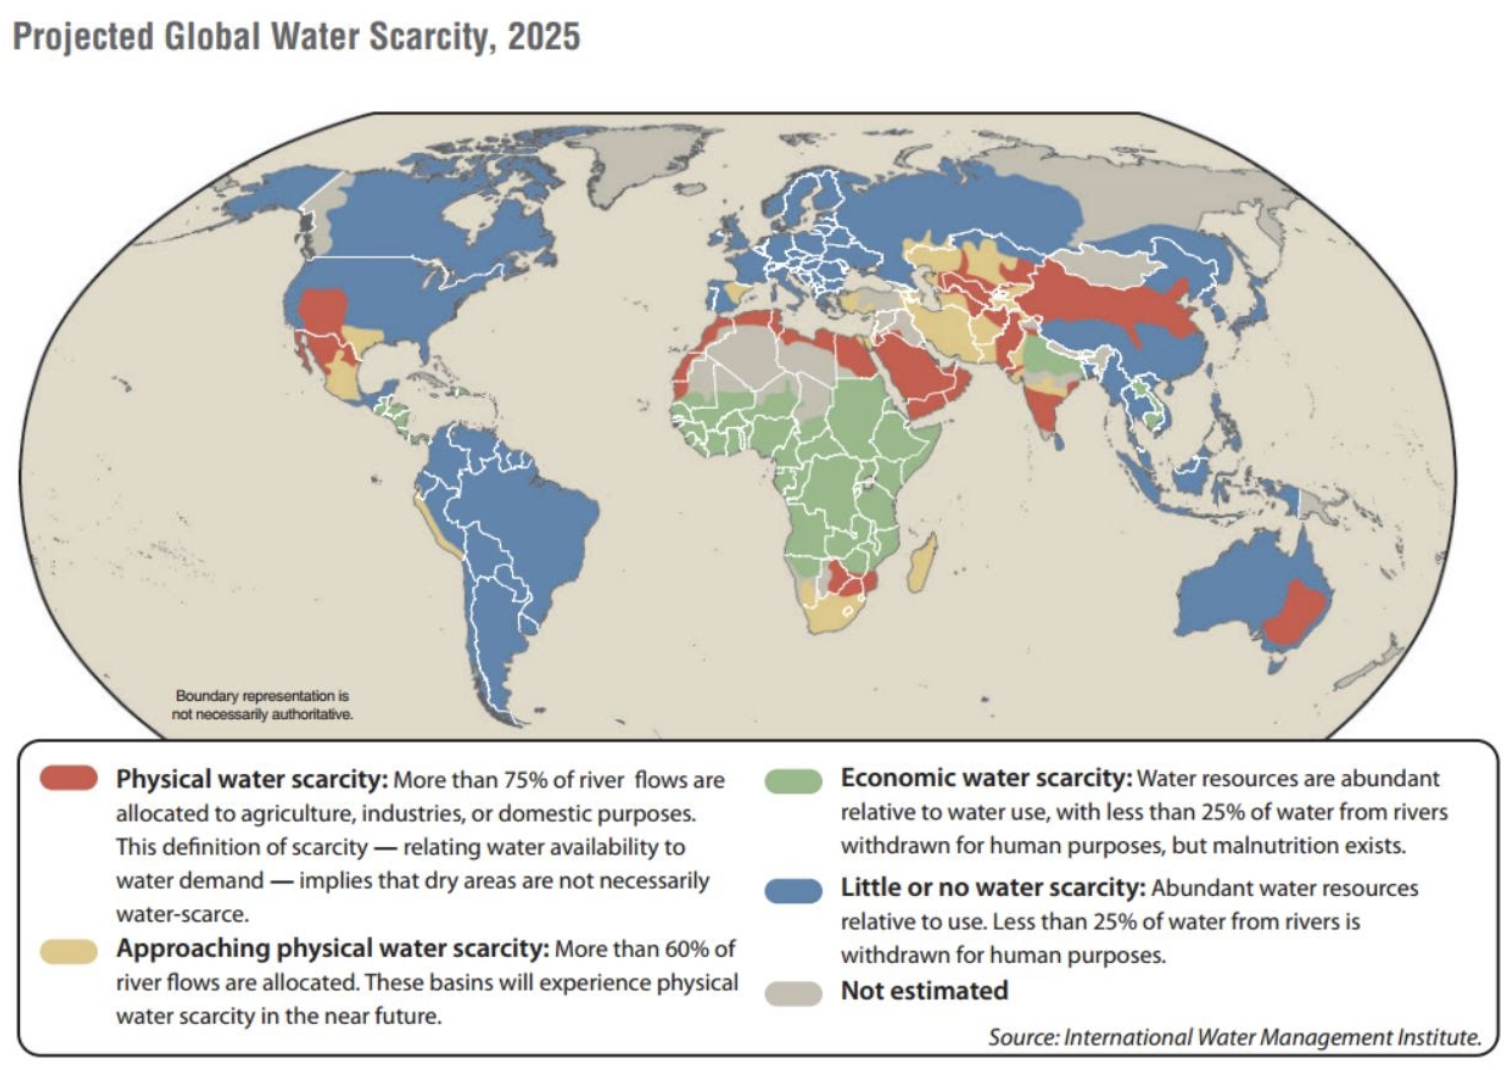 Projected Global Water Scarcity, 2025
Boundary representation is
not necessarily authoritative.
Physical water scarcity: More than 75% of river flows are
allocated to agriculture, industries, or domestic purposes.
This definition of scarcity — relating water availability to
water demand — implies that dry areas are not necessarily
water-scarce.
Approaching physical water scarcity: More than 60% of
river flows are allocated. These basins will experience physical
water scarcity in the near future.
Economic water scarcity: Water resources are abundant
relative to water use, with less than 25% of water from rivers
withdrawn for human purposes, but malnutrition exists.
Little or no water scarcity: Abundant water resources
relative to use. Less than 25% of water from rivers is
withdrawn for human purposes.
Not estimated
Source: International Water Management Institute.